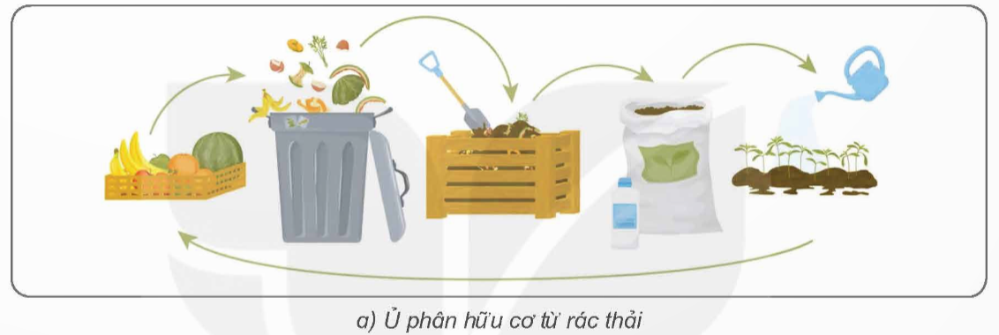 a) Ủ phân hữu cơ từ rác thải